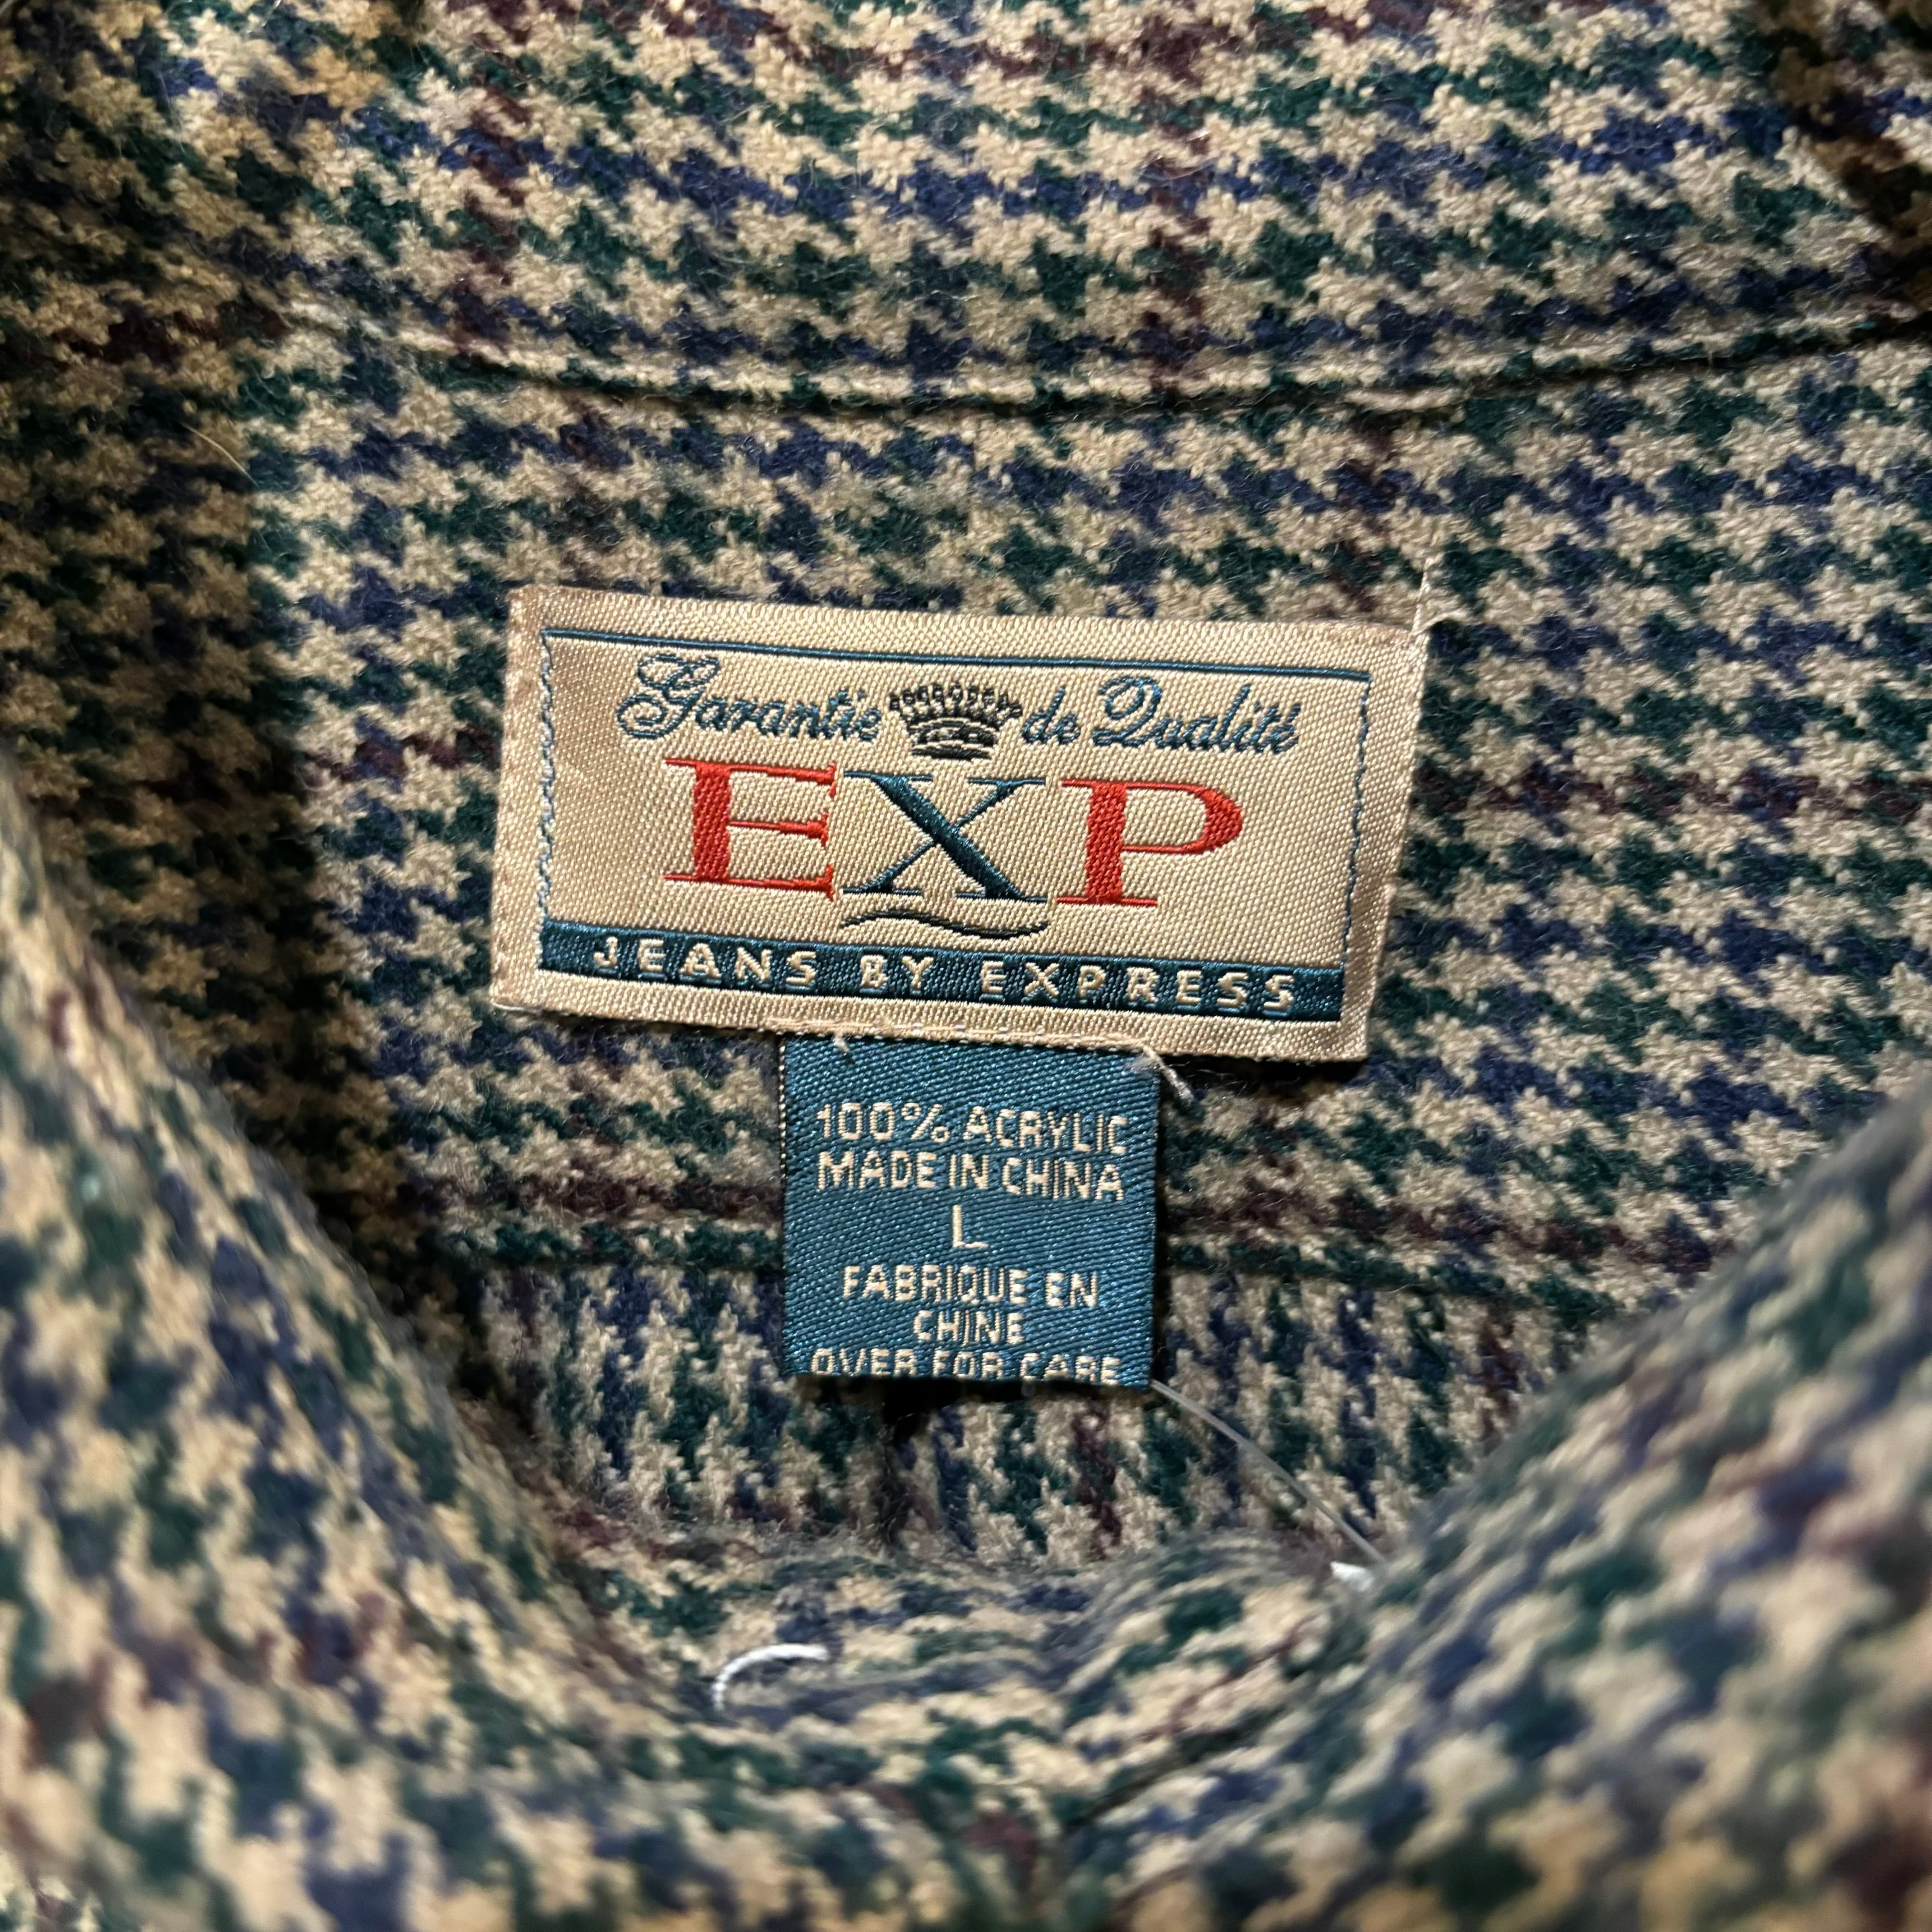 Garantie de Qualité
EXP
JEANS BY EXPRESS
100% ACRYLIC
MADE IN CHINA
L
FABRIQUE EN
CHINE
OVER FOR CARE